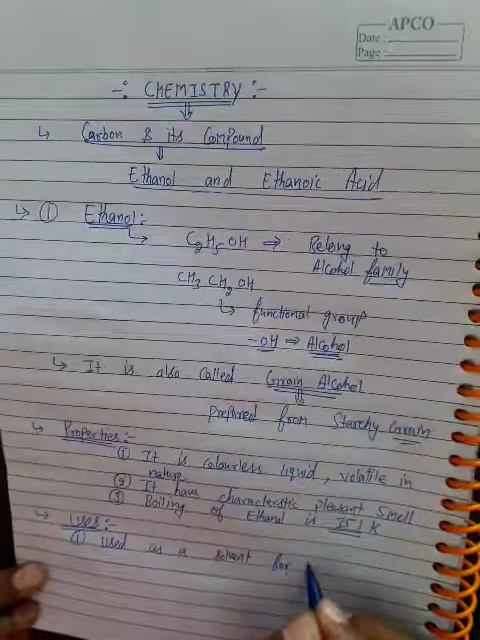 APCO
Date :
Page :
-: CHEMISTRY :-
Carbon & its Compound
Ethanol and Ethanoic Acid
① Ethanol:
C2H5-OH ⇒ Belong to
Alcohol family
CH3 CH2 OH
functional group
-OH ⇒ Alcohol
It is also called Grain Alcohol
Prepared from Starchy Grain
Properties:-
① It is colourless liquid, volatile in
nature
② It have characteristic pleasant smell
③ Boiling of Ethanol is 351 K
Uses:-
① Used as a solvent for